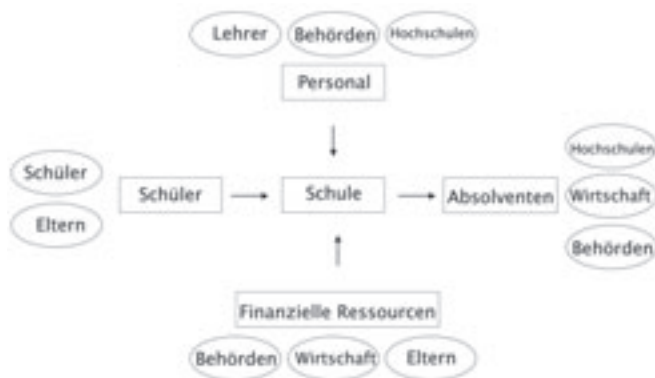 Lehrer Behörden Hochschulen
Personal
Hochschulen
Schüler
Schüler Schule Absolventen Wirtschaft
Eltern
Behörden
Finanzielle Ressourcen
Behörden Wirtschaft Eltern